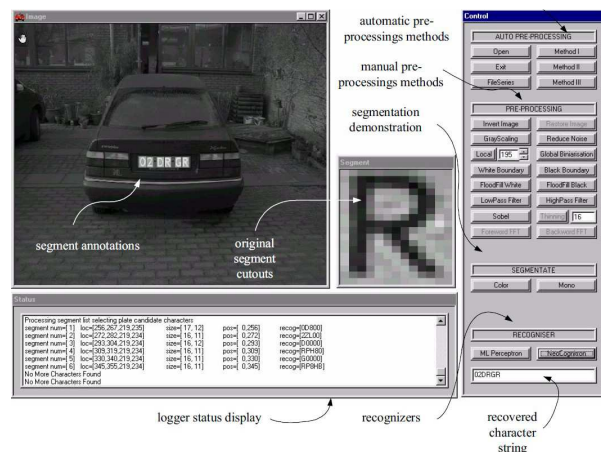 Image
automatic pre-
processings methods
manual pre-
processings methods
segmentation
demonstration
02 DR GR
segment annotations
Segment
R
original
segment
cutouts
Control
AUTO PRE-PROCESSING
Open Method I
Exit Method II
FileSeries Method III
PRE-PROCESSING
Invert Image Restore Image
GrayScaling Reduce Noise
Local 195 Global Biniarisation
White Boundary Black Boundary
FloodFill White FloodFill Black
LowPass Filter HighPass Filter
Sobel Thinning 16
Foreword FFT Backword FFT
SEGMENTATE
Color Mono
RECOGNISER
ML Perceptron NeoCognitron
02DRGR
Status
Processing segment list selecting plate candidate characters
segment num=[ 1] loc=[256,267,219,235] size=[ 17, 12] pos=[ 0,256] recog=[0D800]
segment num=[ 2] loc=[272,282,219,234] size=[ 16, 11] pos=[ 0,272] recog=[2ZL00]
segment num=[ 3] loc=[293,304,219,234] size=[ 16, 12] pos=[ 0,293] recog=[D0000]
segment num=[ 4] loc=[309,319,219,234] size=[ 16, 11] pos=[ 0,309] recog=[RPH80]
segment num=[ 5] loc=[330,340,219,234] size=[ 16, 11] pos=[ 0,330] recog=[G0000]
segment num=[ 6] loc=[345,355,219,234] size=[ 16, 11] pos=[ 0,345] recog=[RP8HB]
No More Characters Found
No More Characters Found
logger status display
recognizers
recovered
character
string